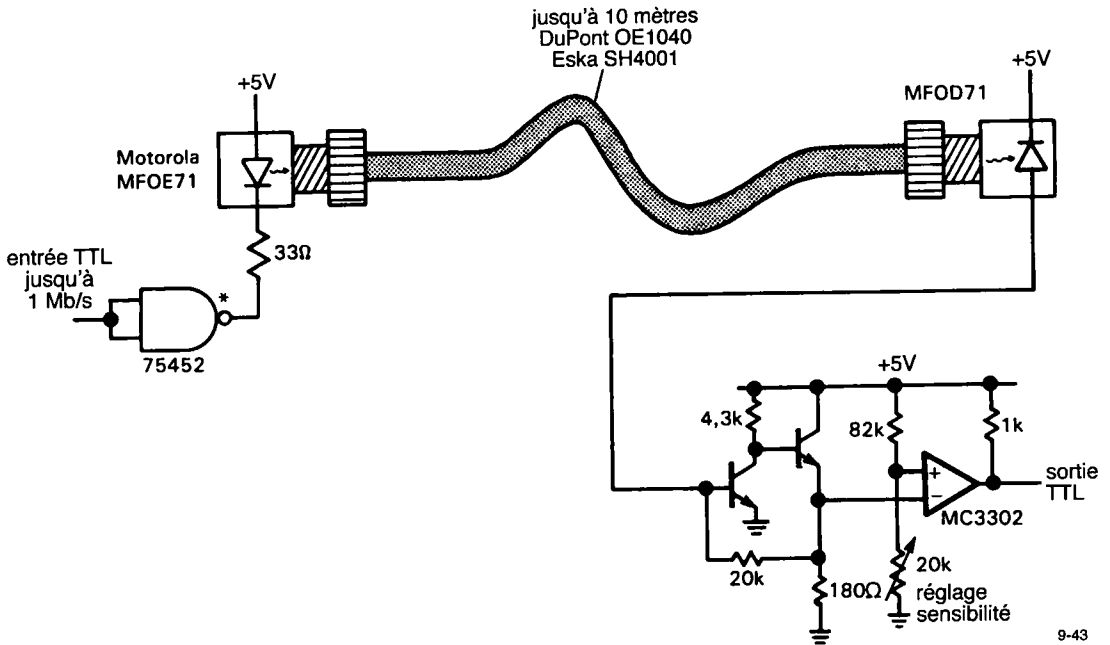 jusqu'à 10 mètres
DuPont OE1040
Eska SH4001
+5V
Motorola
MFOE71
33Ω
entrée TTL
jusqu'à
1 Mb/s
*
75452
MFOD71
+5V
+5V
4,3k
82k
1k
+
−
MC3302
sortie
TTL
20k
180Ω
20k
réglage
sensibilité
9-43